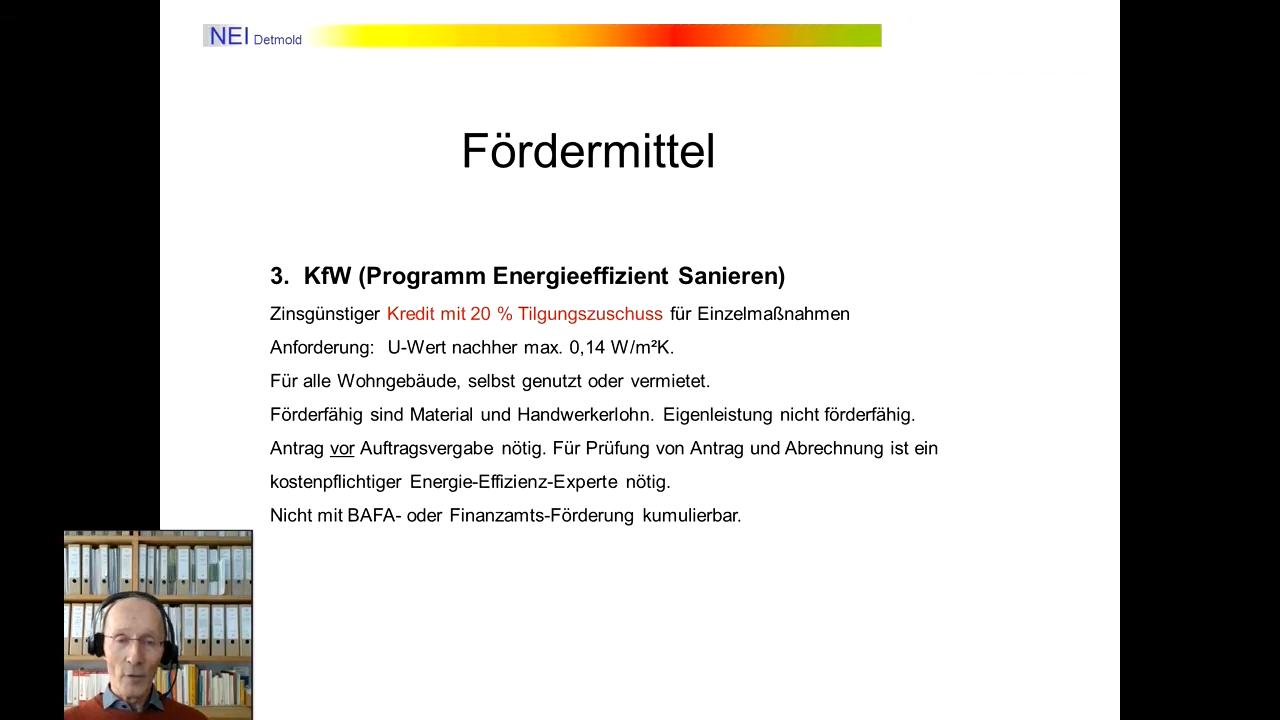 NEI Detmold
Fördermittel
3. KfW (Programm Energieeffizient Sanieren)
Zinsgünstiger Kredit mit 20 % Tilgungszuschuss für Einzelmaßnahmen
Anforderung: U-Wert nachher max. 0,14 W/m²K.
Für alle Wohngebäude, selbst genutzt oder vermietet.
Förderfähig sind Material und Handwerkerlohn. Eigenleistung nicht förderfähig.
Antrag vor Auftragsvergabe nötig. Für Prüfung von Antrag und Abrechnung ist ein
kostenpflichtiger Energie-Effizienz-Experte nötig.
Nicht mit BAFA- oder Finanzamts-Förderung kumulierbar.